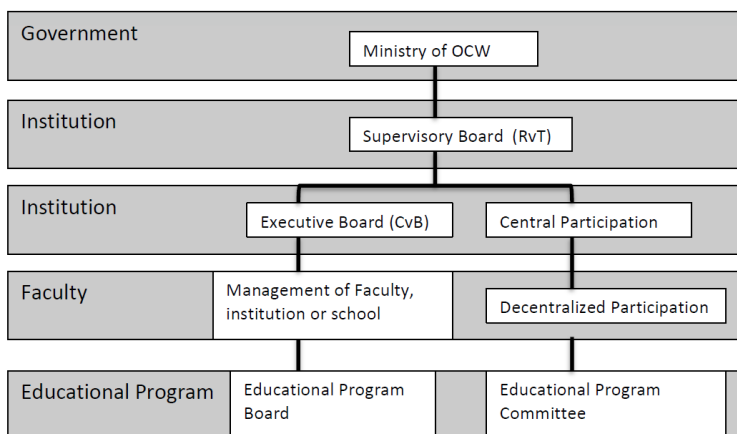 Government
Ministry of OCW
Institution
Supervisory Board (RvT)
Institution
Executive Board (CvB)
Central Participation
Faculty
Management of Faculty,
institution or school
Decentralized Participation
Educational Program
Educational Program
Board
Educational Program
Committee